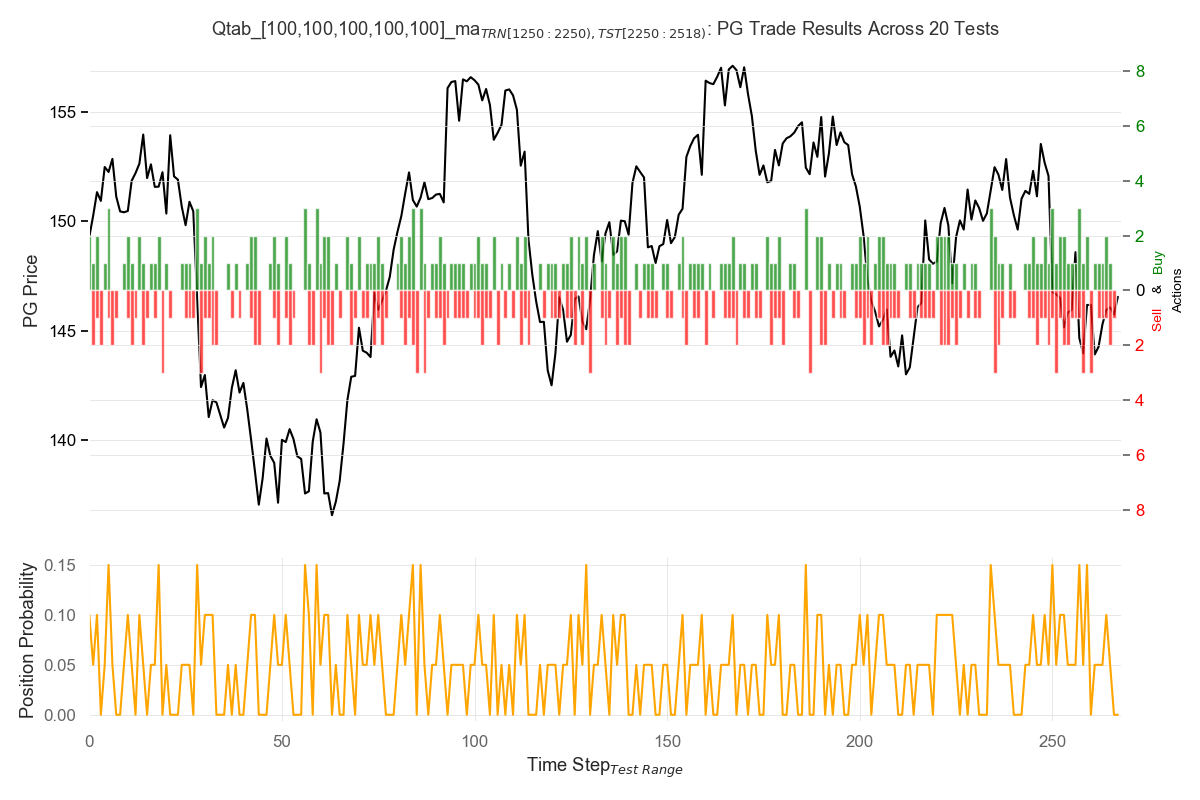 Qtab_[100,100,100,100,100]_ma_TRN[1250:2250),TST[2250:2518): PG Trade Results Across 20 Tests
PG Price
155
150
145
140
8
6
4
2
0
2
4
6
8
Sell & Buy
Actions
Position Probability
0.15
0.10
0.05
0.00
0 50 100 150 200 250
Time Step Test Range